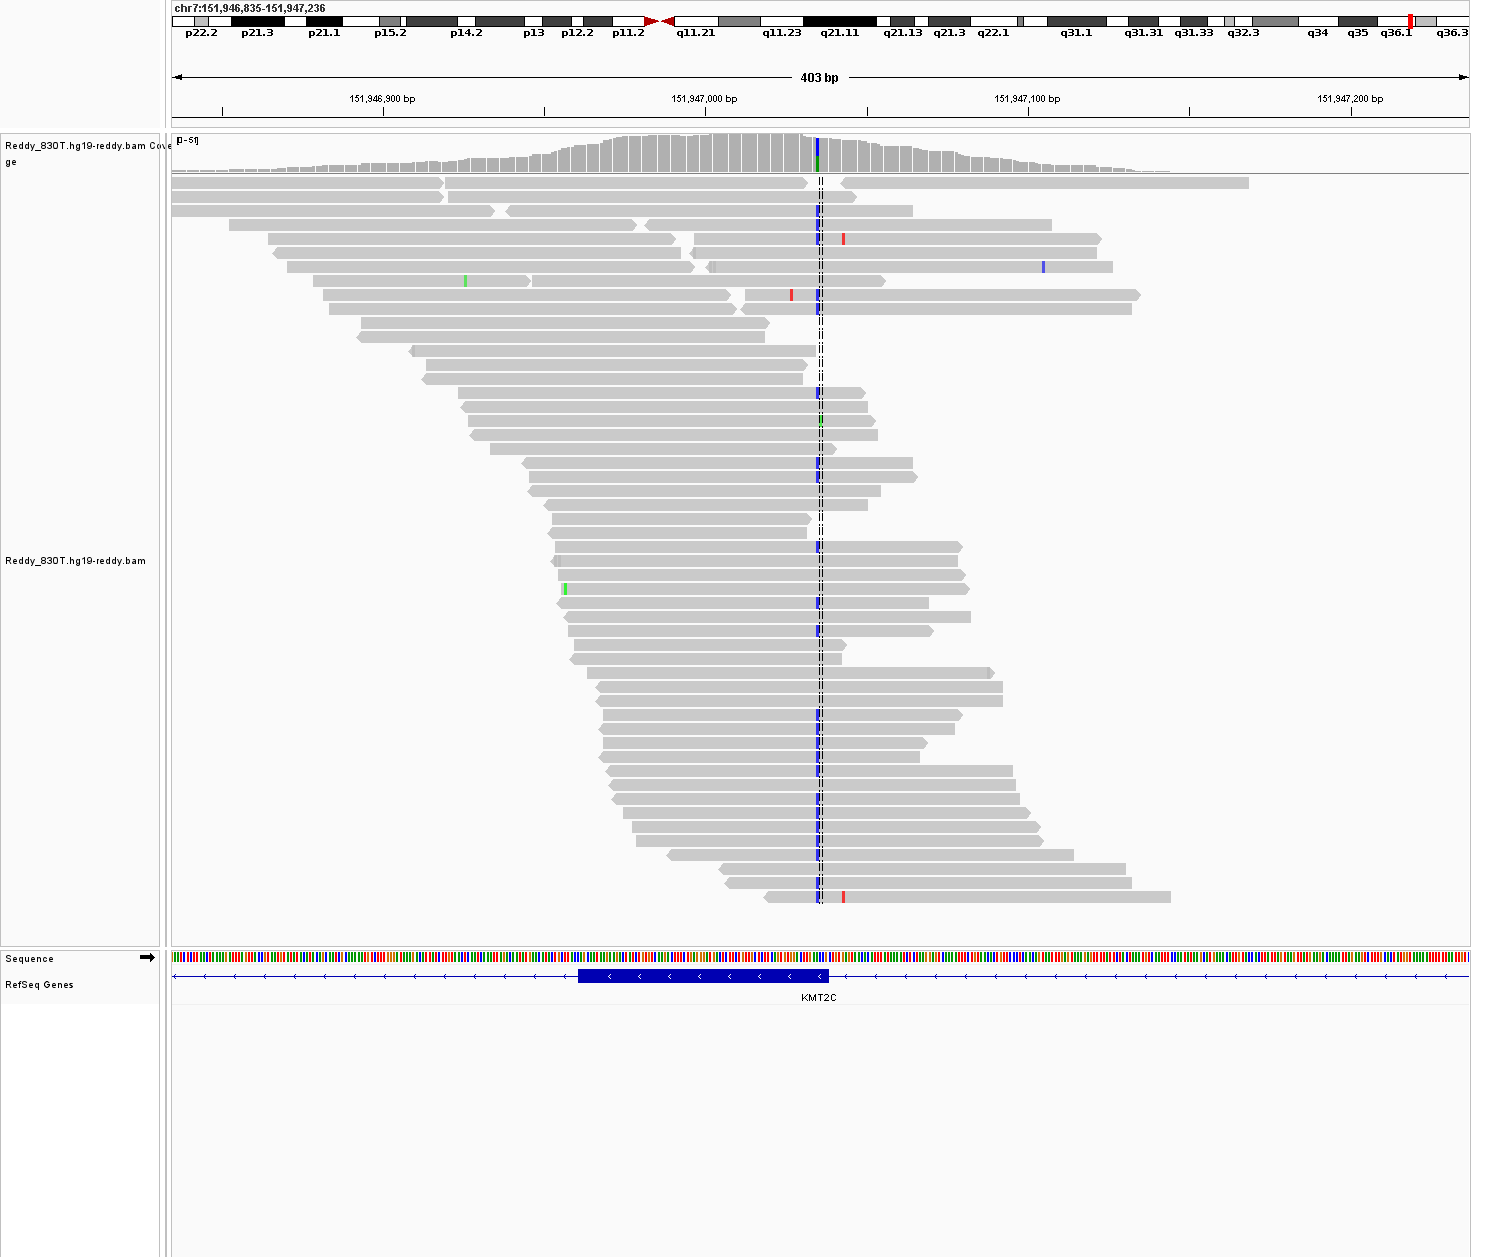 chr7:151,946,835-151,947,236
p22.2 p21.3 p21.1 p15.2 p14.2 p13 p12.2 p11.2 q11.21 q11.23 q21.11 q21.13 q21.3 q22.1 q31.1 q31.31 q31.33 q32.3 q34 q35 q36.1 q36.3
403 bp
151,946,900 bp 151,947,000 bp 151,947,100 bp 151,947,200 bp
Reddy_830T.hg19-reddy.bam Cove
ge
[0-51]
Reddy_830T.hg19-reddy.bam
Sequence
RefSeq Genes
KMT2C